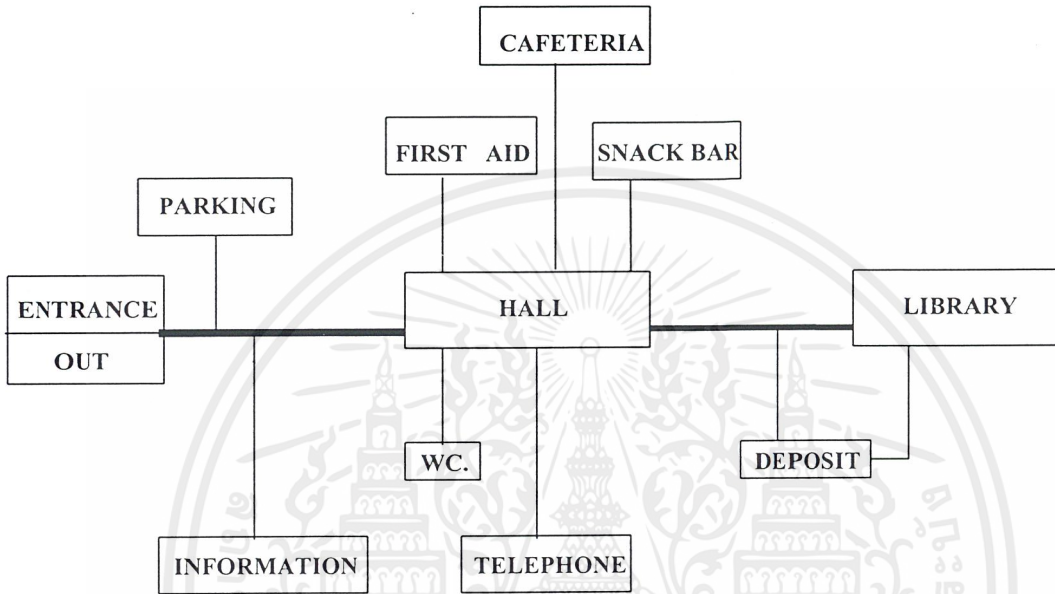 CAFETERIA
FIRST AID
SNACK BAR
PARKING
ENTRANCE
OUT
HALL
LIBRARY
WC.
DEPOSIT
INFORMATION
TELEPHONE